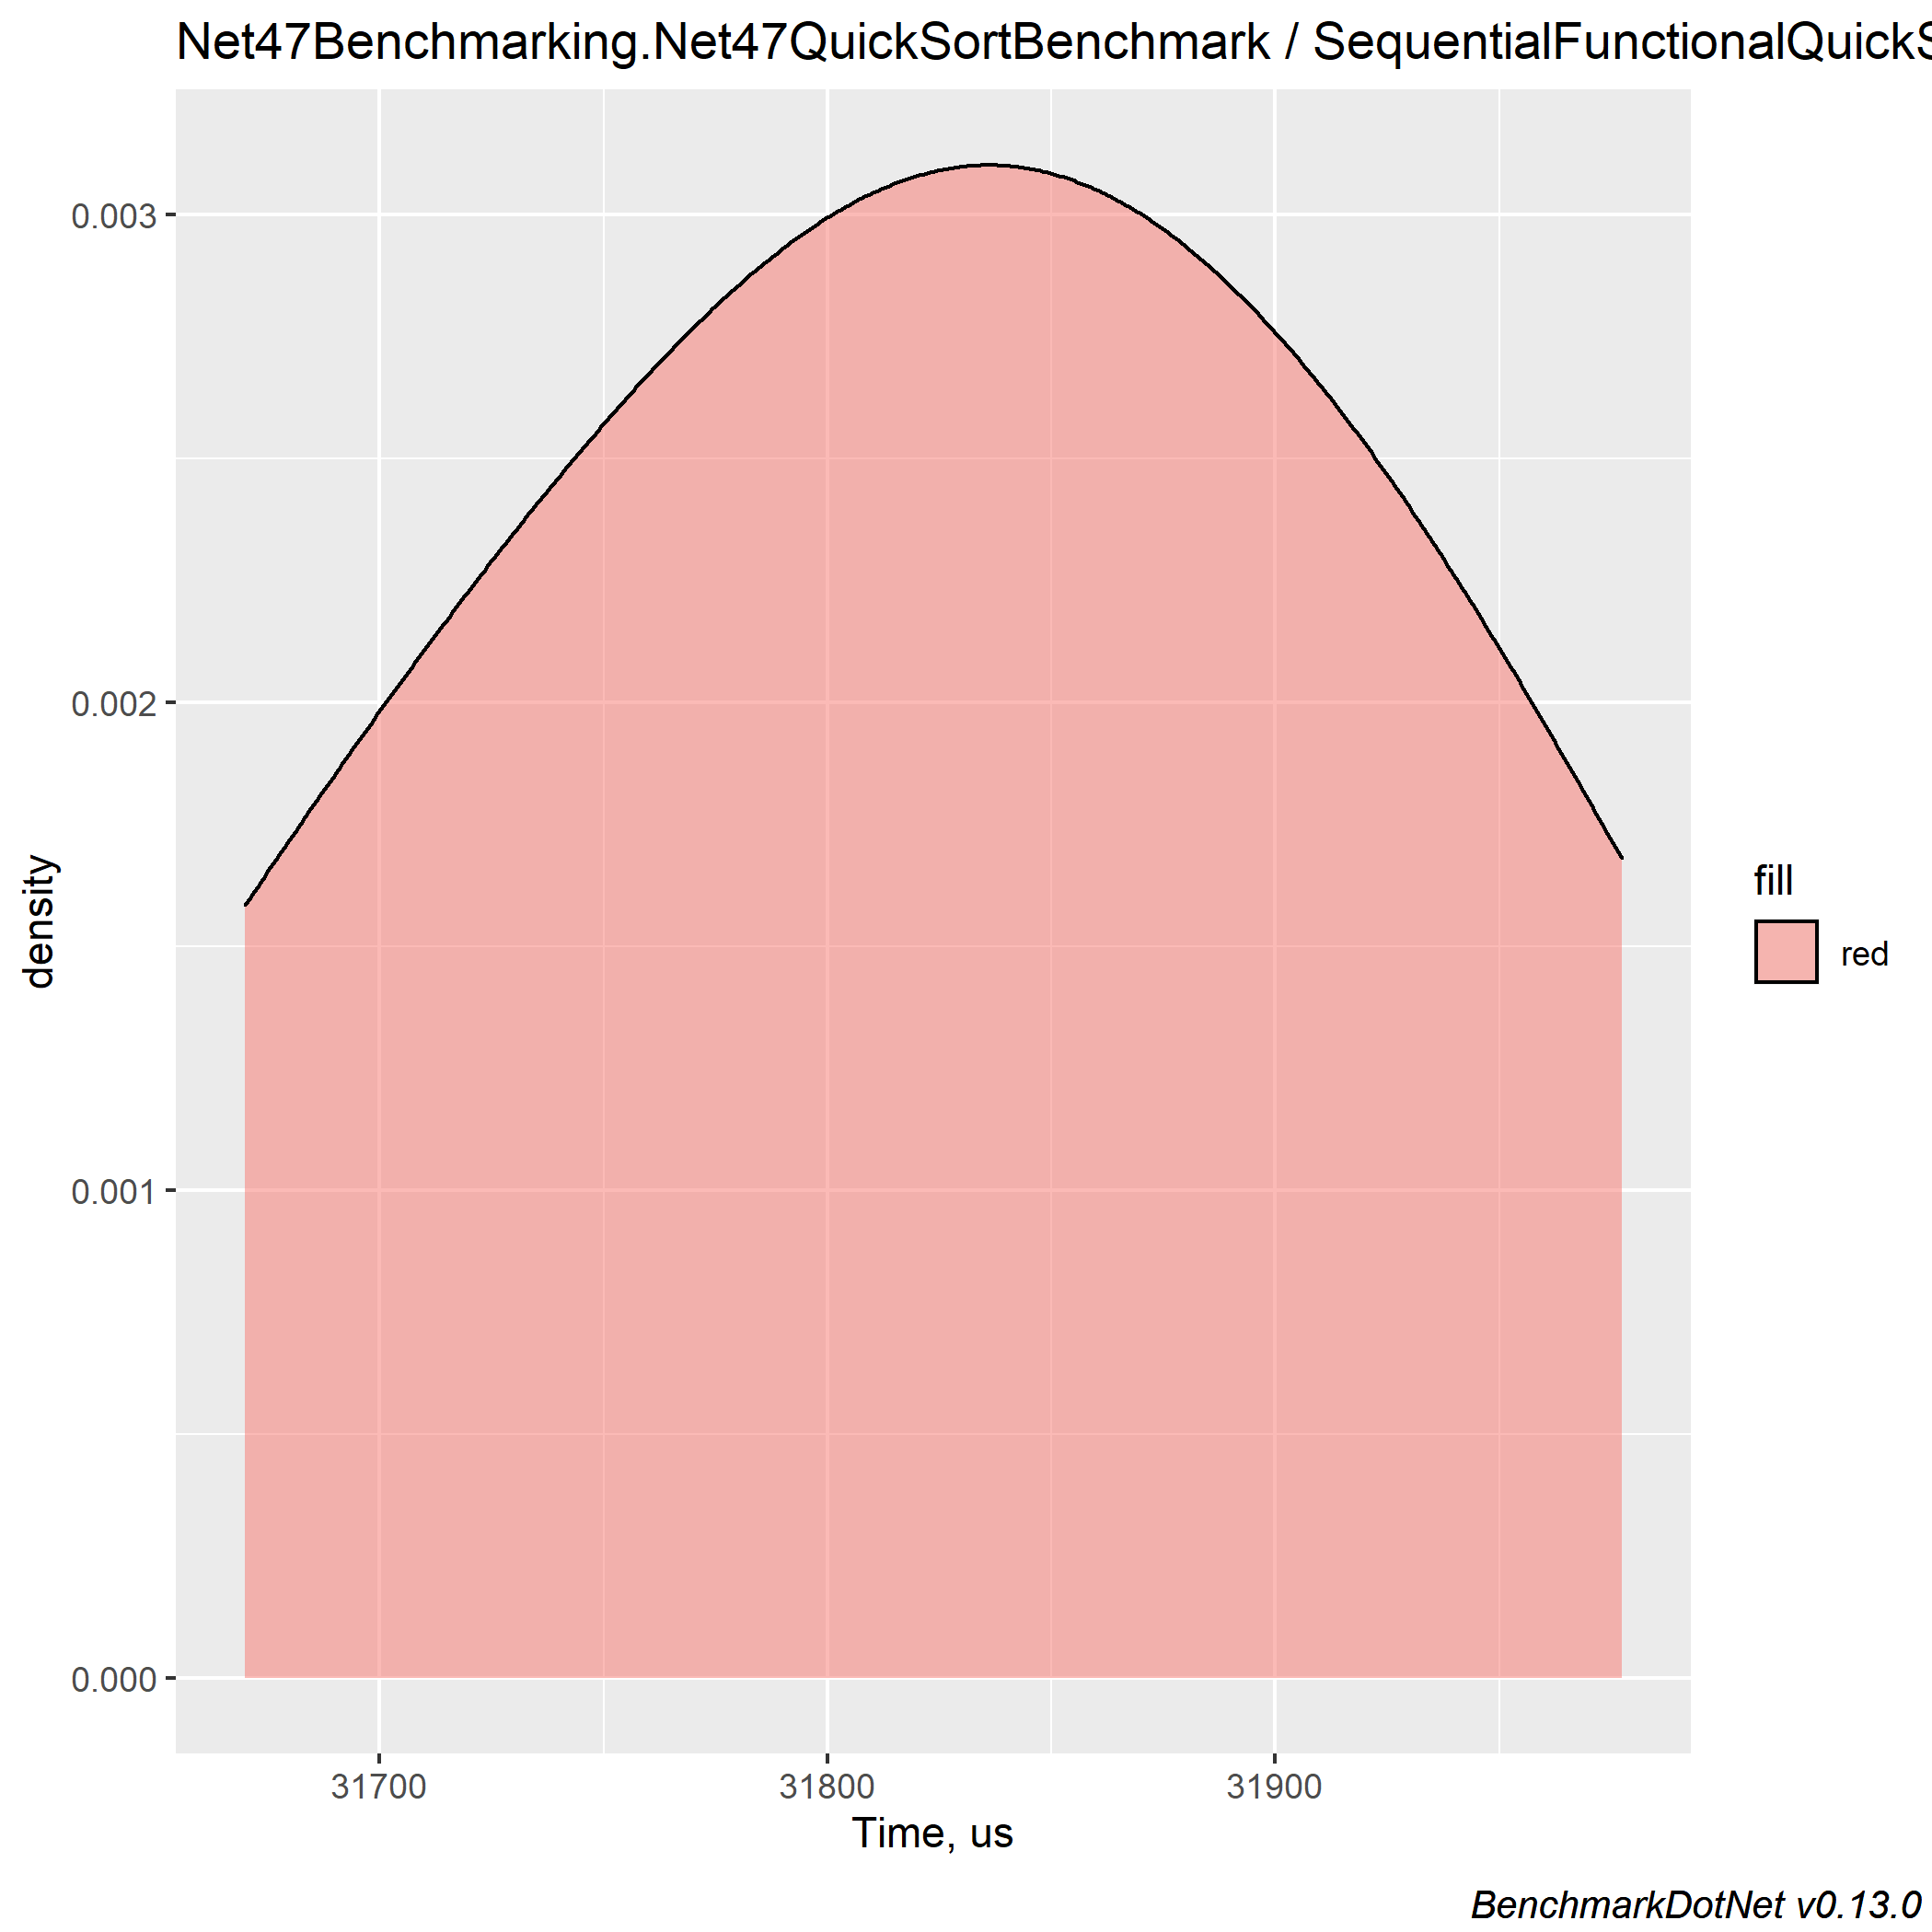 Net47Benchmarking.Net47QuickSortBenchmark / SequentialFunctionalQuickS
0.003
0.002
0.001
0.000
density
31700 31800 31900
Time, us
fill
red
BenchmarkDotNet v0.13.0